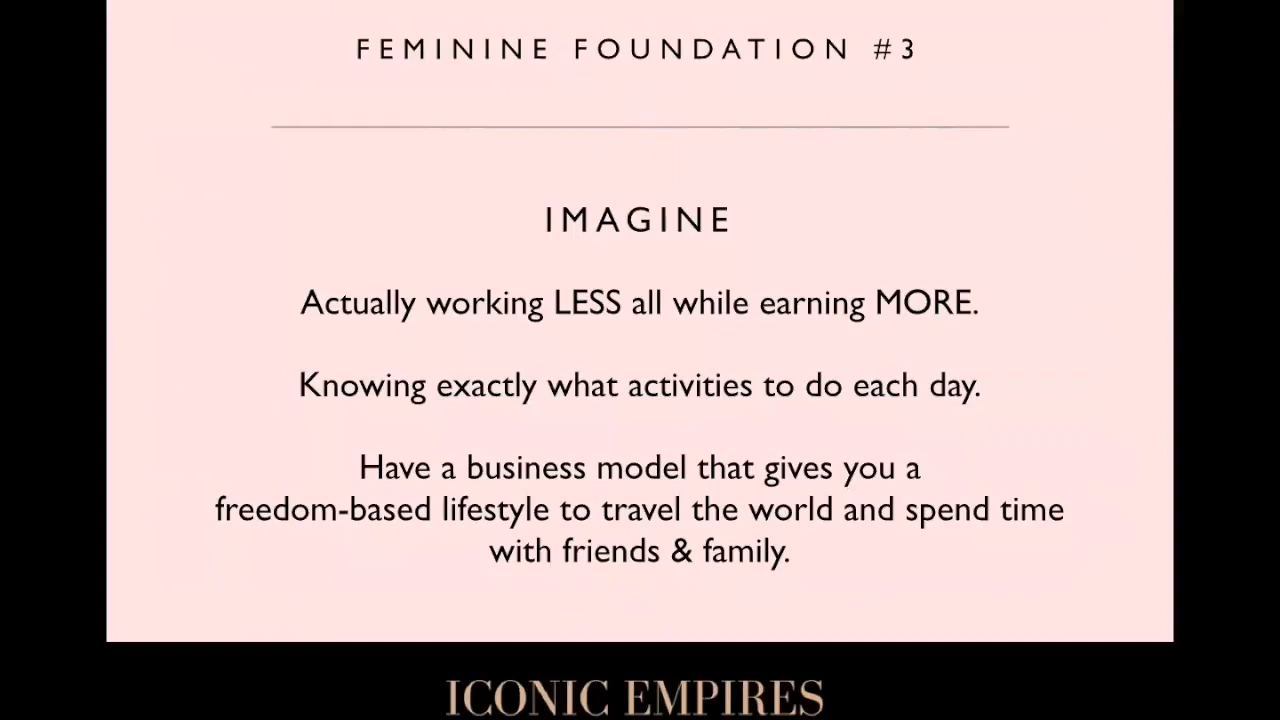 FEMININE FOUNDATION #3
IMAGINE
Actually working LESS all while earning MORE.
Knowing exactly what activities to do each day.
Have a business model that gives you a
freedom-based lifestyle to travel the world and spend time
with friends & family.
ICONIC EMPIRES